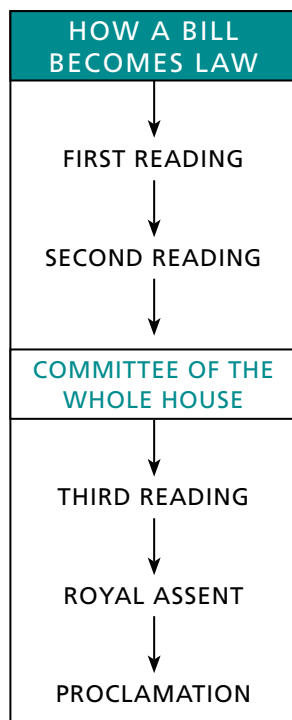 HOW A BILL
BECOMES LAW
FIRST READING
SECOND READING
COMMITTEE OF THE
WHOLE HOUSE
THIRD READING
ROYAL ASSENT
PROCLAMATION